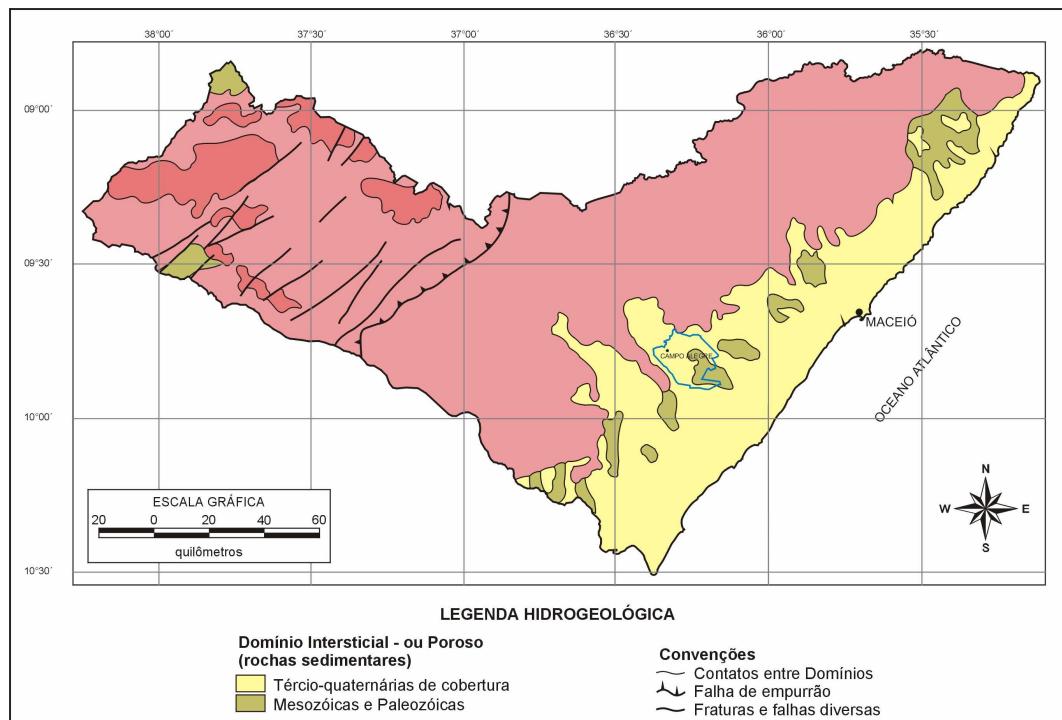 38°00´ 37°30´ 37°00´ 36°30´ 36°00´ 35°30´
09°00´
09°30´
MACEIÓ
CAMPO ALEGRE
OCEANO ATLÂNTICO
10°00´
N
W E
S
ESCALA GRÁFICA
20 0 20 40 60
quilômetros
10°30´
LEGENDA HIDROGEOLÓGICA
Domínio Intersticial - ou Poroso
(rochas sedimentares)
Tércio-quaternárias de cobertura
Mesozóicas e Paleozóicas
Convenções
Contatos entre Domínios
Falha de empurrão
Fraturas e falhas diversas